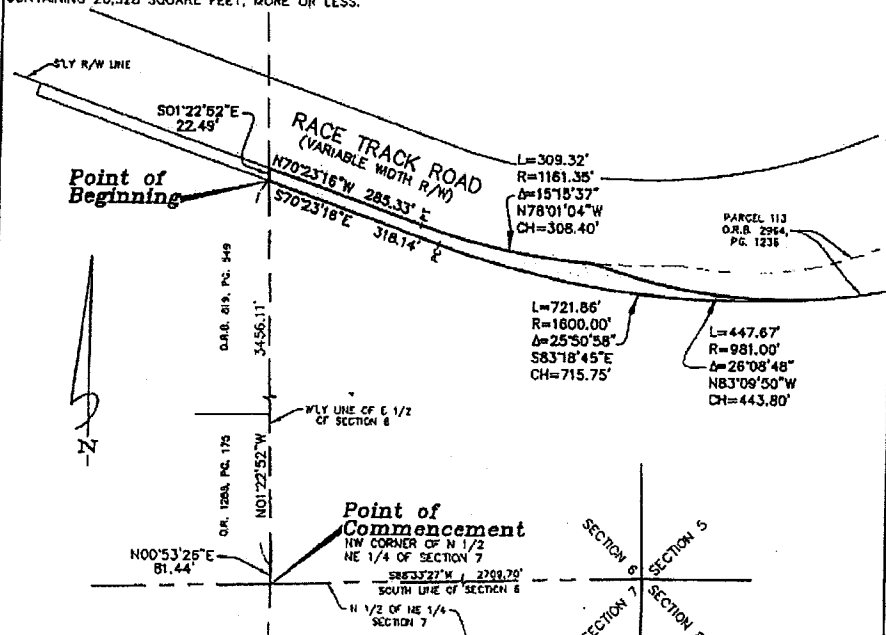 CONTAINING 20,328 SQUARE FEET, MORE OR LESS.
SLY R/W LINE
S01°22'52"E
22.49'
RACE TRACK ROAD
(VARIABLE WIDTH R/W)
N70°23'16"W 285.33'
S70°23'16"E 318.14'
Point of
Beginning
L=309.32'
R=1161.35'
Δ=15°15'37"
N78°01'04"W
CH=308.40'
PARCEL 113
O.R.B. 2964,
PG. 1236
L=721.86'
R=1600.00'
Δ=25°50'58"
S83°18'45"E
CH=715.75'
L=447.67'
R=981.00'
Δ=26°08'48"
N83°09'50"W
CH=443.80'
O.R.B. 619, PG. 549
3456.11'
WLY LINE OF E 1/2
OF SECTION 6
O.R. 1288, PG. 175
N01°22'52"W
N
Point of
Commencement
NW CORNER OF N 1/2
NE 1/4 OF SECTION 7
N00°53'26"E
81.44'
S88°33'27"W 2709.70'
SOUTH LINE OF SECTION 6
N 1/2 OF NE 1/4
SECTION 7
SECTION 6
SECTION 5
SECTION 7
SECTION